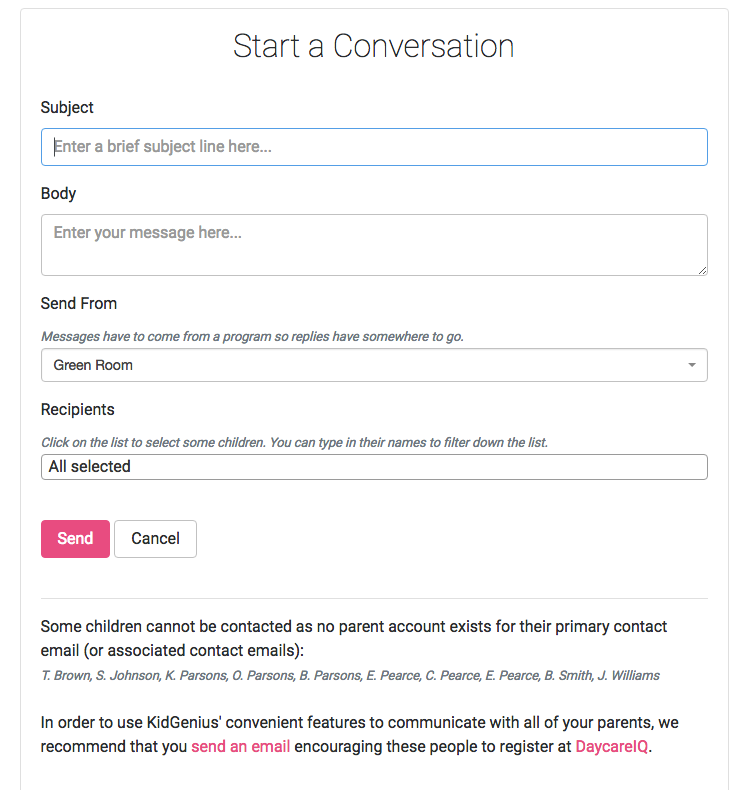 Start a Conversation
Subject
Enter a brief subject line here...
Body
Enter your message here...
Send From
Messages have to come from a program so replies have somewhere to go.
Green Room
Recipients
Click on the list to select some children. You can type in their names to filter down the list.
All selected
Send Cancel
Some children cannot be contacted as no parent account exists for their primary contact
email (or associated contact emails):
T. Brown, S. Johnson, K. Parsons, O. Parsons, B. Parsons, E. Pearce, C. Pearce, E. Pearce, B. Smith, J. Williams
In order to use KidGenius' convenient features to communicate with all of your parents, we
recommend that you send an email encouraging these people to register at DaycareIQ.